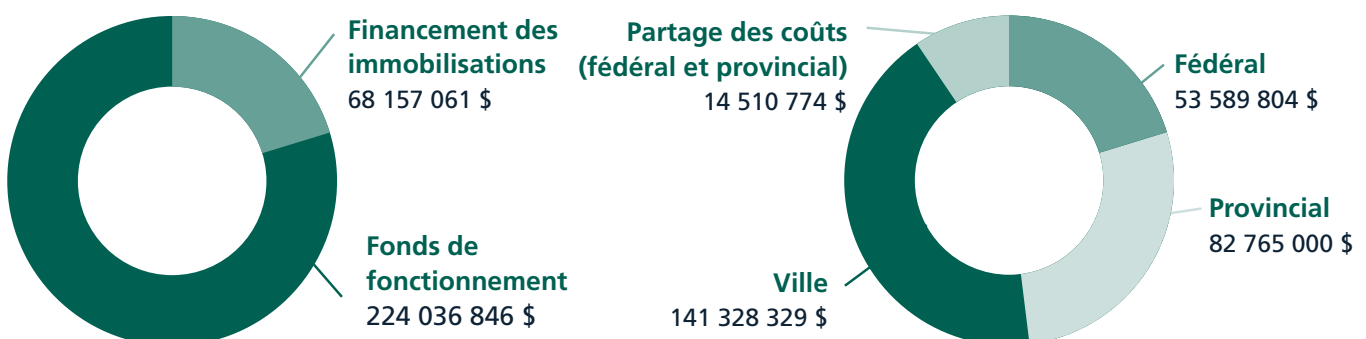 Financement des
immobilisations
68 157 061 $
Fonds de
fonctionnement
224 036 846 $
Partage des coûts
(fédéral et provincial)
14 510 774 $
Fédéral
53 589 804 $
Provincial
82 765 000 $
Ville
141 328 329 $